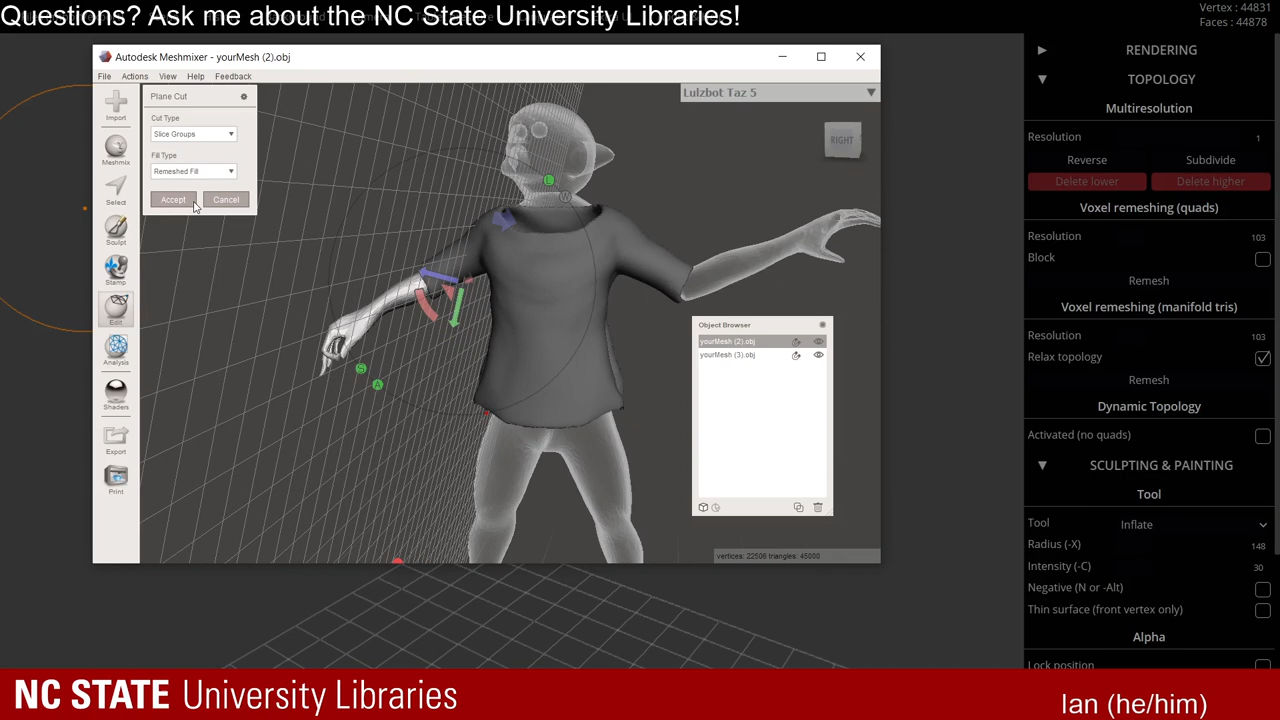 Questions? Ask me about the NC State University Libraries!
Vertex : 44831
Faces : 44878
Autodesk Meshmixer - yourMesh (2).obj
File Actions View Help Feedback
Import
Meshmix
Select
Sculpt
Stamp
Edit
Analysis
Shaders
Export
Print
Plane Cut
Cut Type
Slice Groups
Fill Type
Remeshed Fill
Accept Cancel
Lulzbot Taz 5
RIGHT
L
W
S
A
Object Browser
yourMesh (2).obj
yourMesh (3).obj
vertices: 22506 triangles: 45000
RENDERING
TOPOLOGY
Multiresolution
Resolution 1
Reverse Subdivide
Delete lower Delete higher
Voxel remeshing (quads)
Resolution 103
Block
Remesh
Voxel remeshing (manifold tris)
Resolution 103
Relax topology
Remesh
Dynamic Topology
Activated (no quads)
SCULPTING & PAINTING
Tool
Tool Inflate
Radius (-X) 148
Intensity (-C) 30
Negative (N or -Alt)
Thin surface (front vertex only)
Alpha
Lock position
NC STATE University Libraries
Ian (he/him)